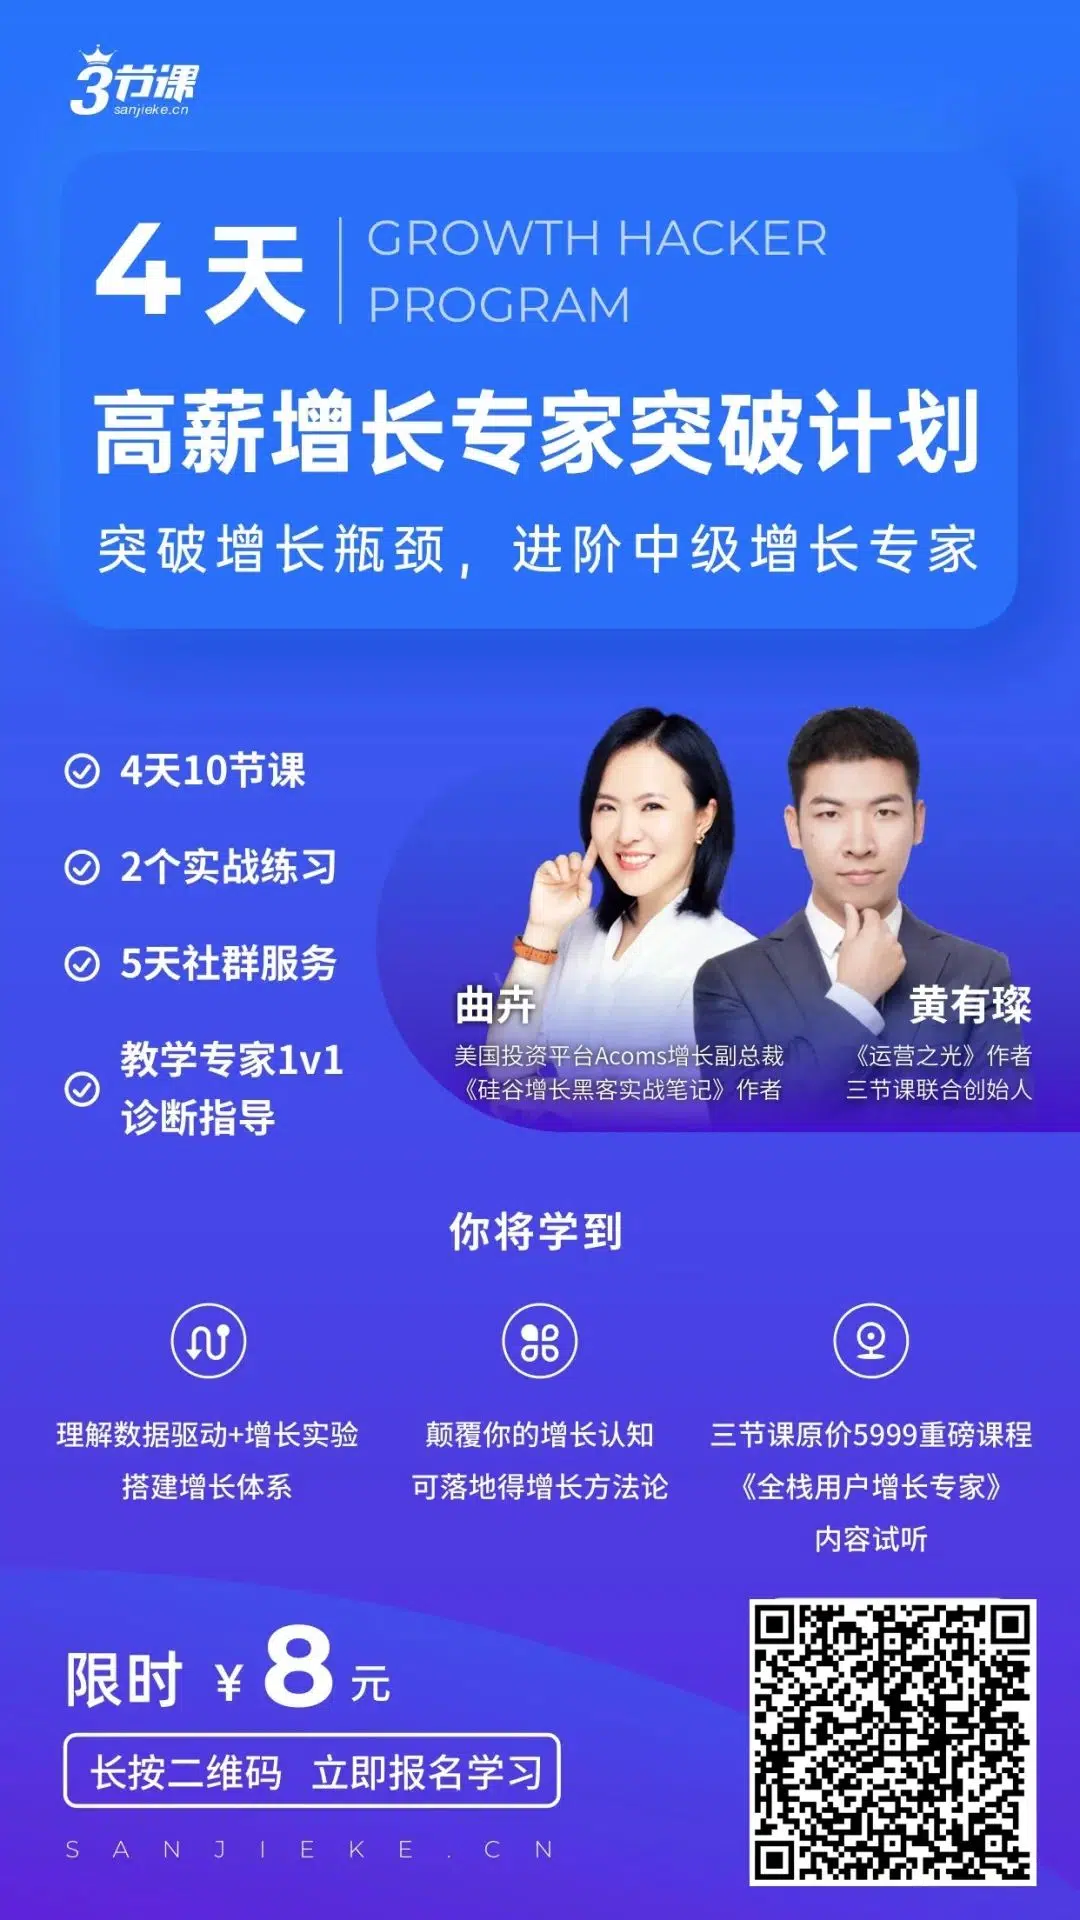 3节课
sanjieke.cn
4天
GROWTH HACKER
PROGRAM
高薪增长专家突破计划
突破增长瓶颈，进阶中级增长专家
4天10节课
2个实战练习
5天社群服务
教学专家1v1
诊断指导
曲卉
美国投资平台Acoms增长副总裁
《硅谷增长黑客实战笔记》作者
黄有璨
《运营之光》作者
三节课联合创始人
你将学到
理解数据驱动+增长实验
搭建增长体系
颠覆你的增长认知
可落地得增长方法论
三节课原价5999重磅课程
《全栈用户增长专家》
内容试听
限时 ¥8元
长按二维码 立即报名学习
SANJIEKE.CN